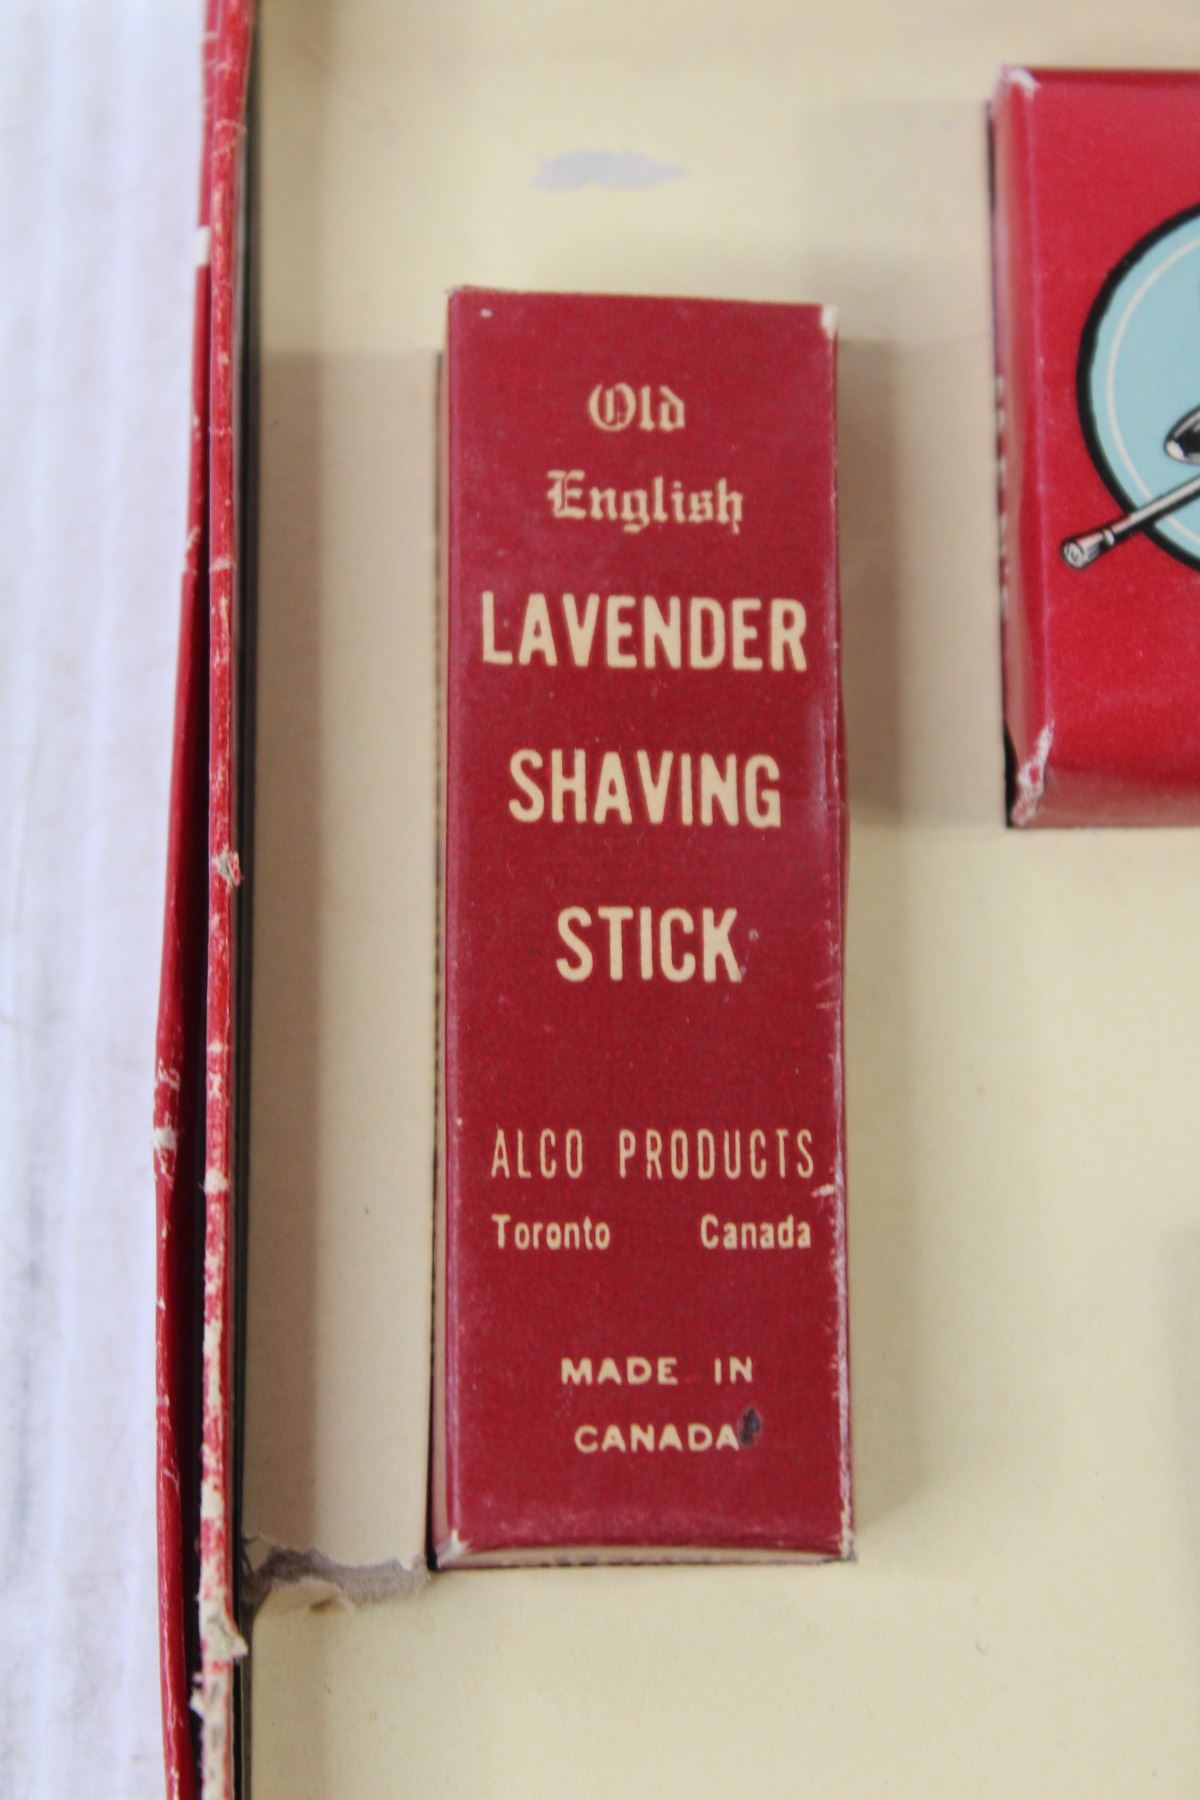 Old
English
LAVENDER
SHAVING
STICK
ALCO PRODUCTS
Toronto Canada
MADE IN
CANADA